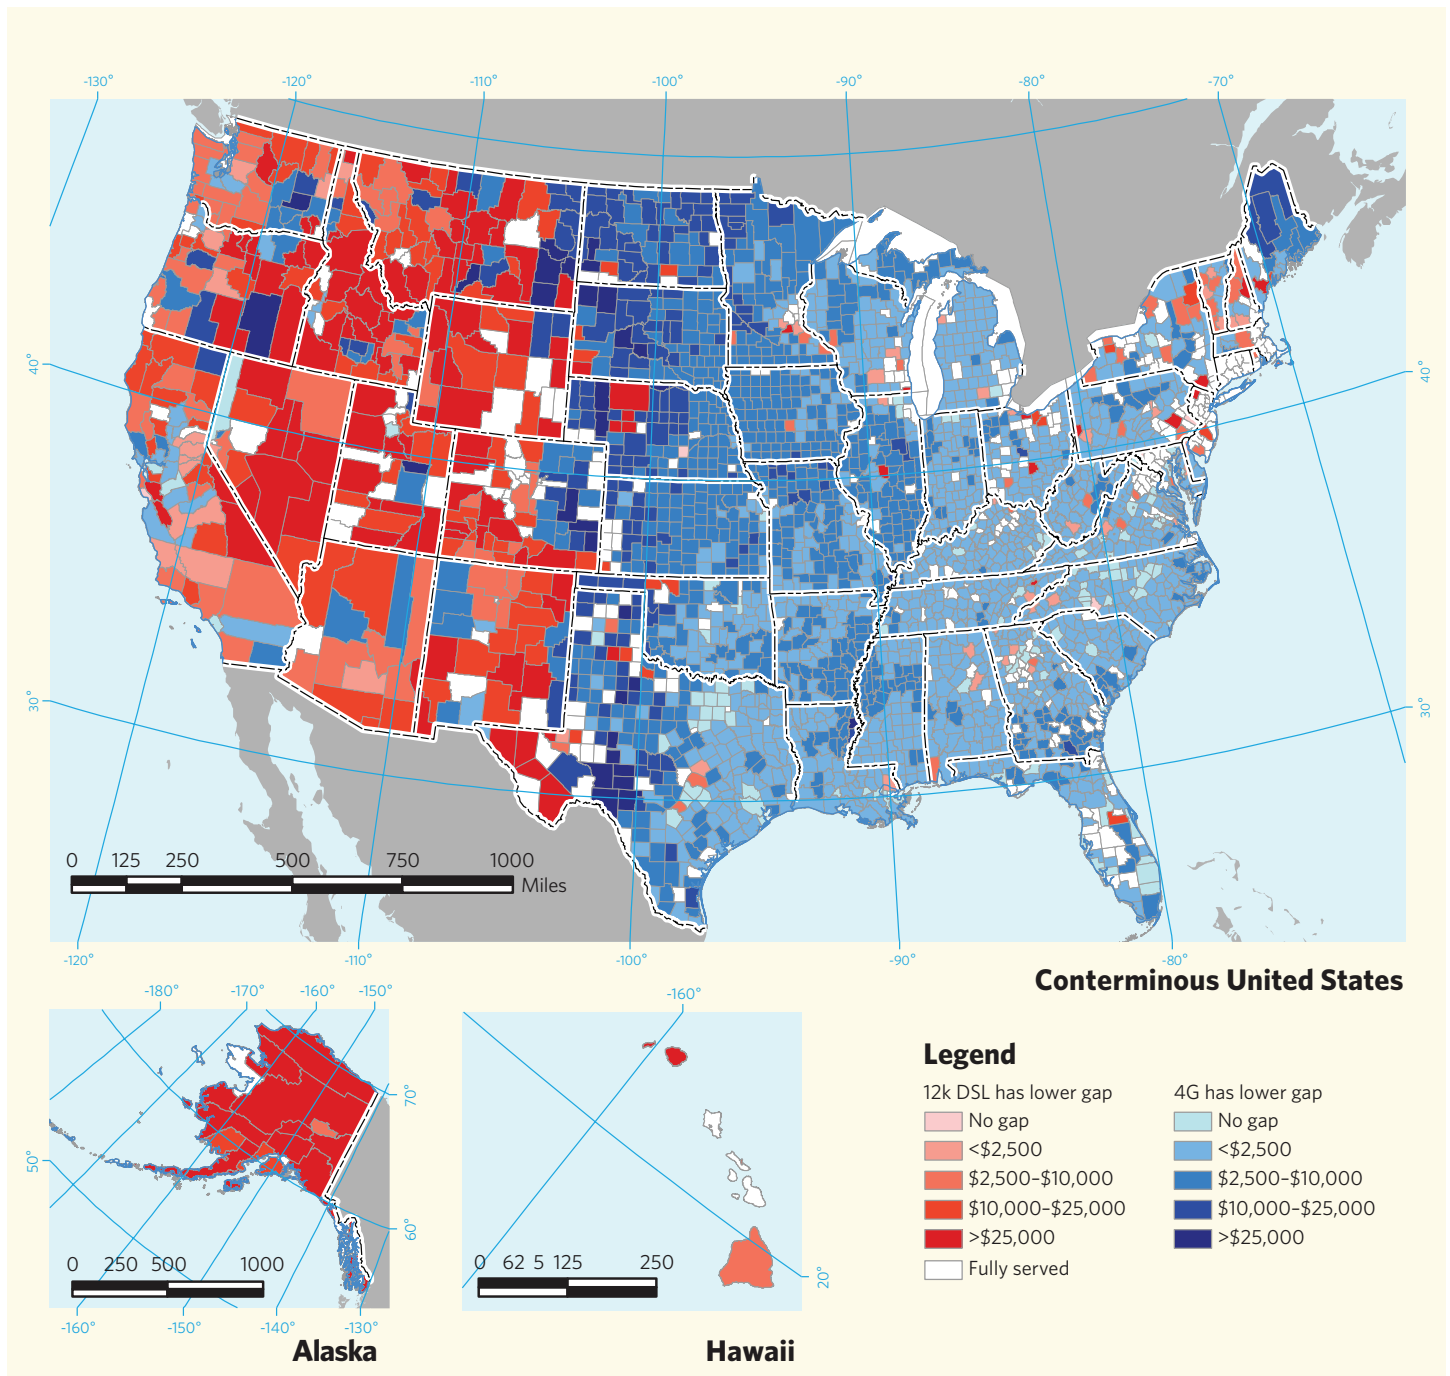 -130°
-120°
-110°
-100°
-90°
-80°
-70°
40°
40°
30°
30°
0 125 250 500 750 1000
Miles
-120°
-110°
-100°
-90°
-80°
Conterminous United States
-180°
-170°
-160°
-150°
70°
50°
60°
0 250 500 1000
-160°
-150°
-140°
-130°
Alaska
-160°
0 62 5 125 250
20°
Hawaii
Legend
12k DSL has lower gap
No gap
<$2,500
$2,500–$10,000
$10,000–$25,000
>$25,000
Fully served
4G has lower gap
No gap
<$2,500
$2,500–$10,000
$10,000–$25,000
>$25,000